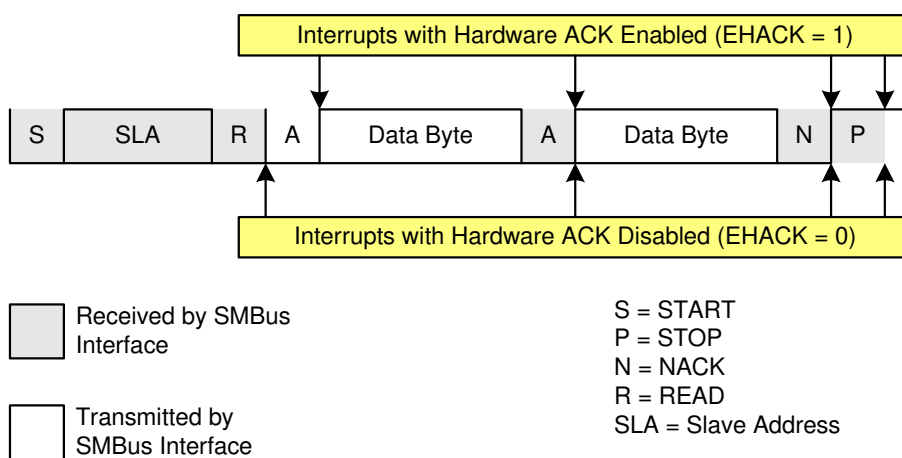 Interrupts with Hardware ACK Enabled (EHACK = 1)
S SLA R A Data Byte A Data Byte N P
Interrupts with Hardware ACK Disabled (EHACK = 0)
Received by SMBus
Interface
Transmitted by
SMBus Interface
S = START
P = STOP
N = NACK
R = READ
SLA = Slave Address